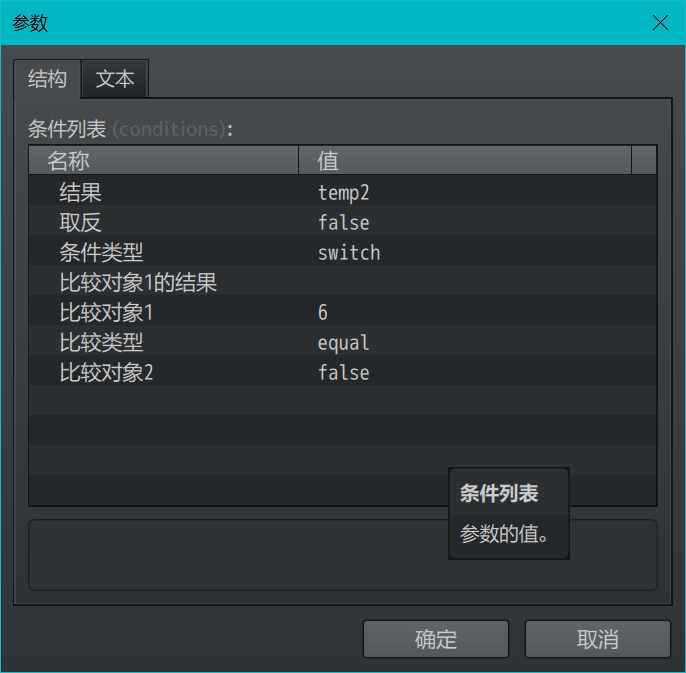 参数
结构 文本
条件列表 (conditions):
名称 值
结果 temp2
取反 false
条件类型 switch
比较对象1的结果
比较对象1 6
比较类型 equal
比较对象2 false
条件列表
参数的值。
确定 取消